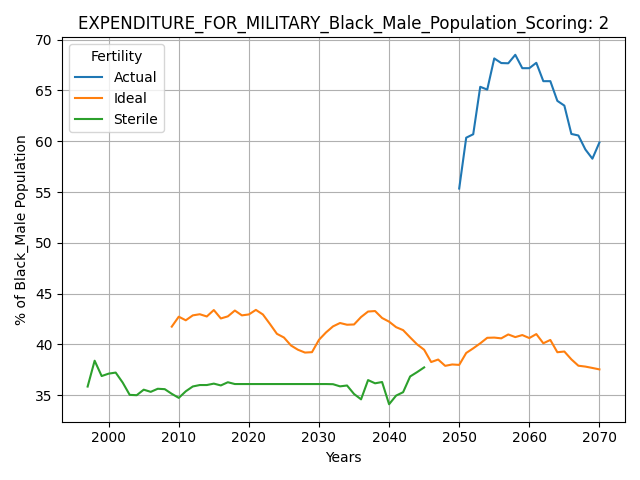 EXPENDITURE_FOR_MILITARY_Black_Male_Population_Scoring: 2
70
65
60
55
50
45
40
35
% of Black_Male Population
Fertility
Actual
Ideal
Sterile
2000 2010 2020 2030 2040 2050 2060 2070
Years